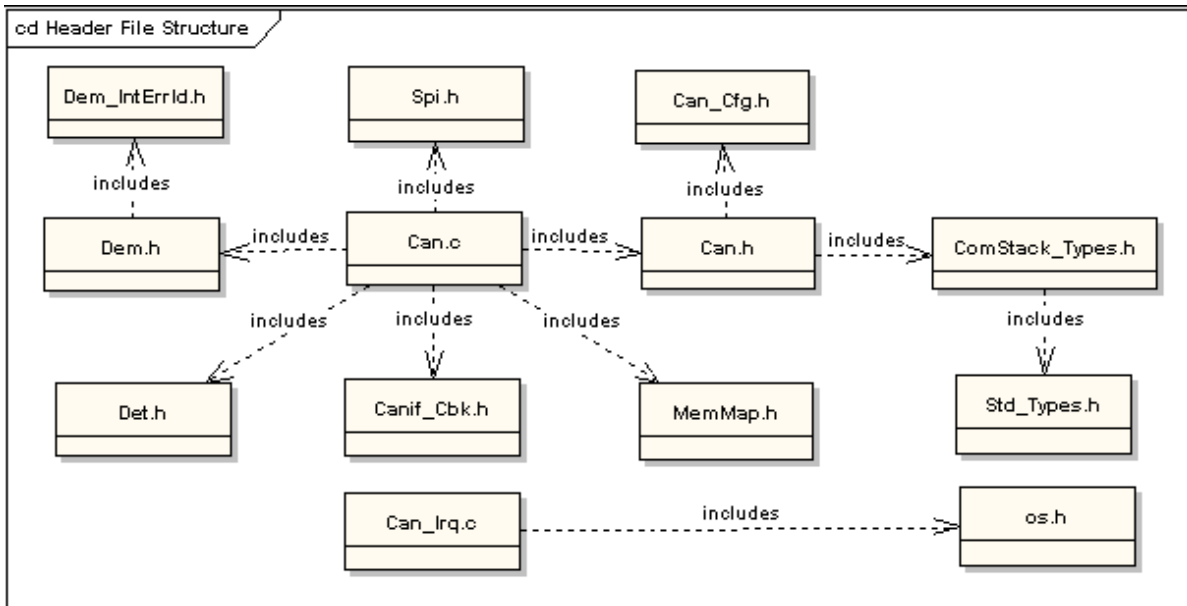 cd Header File Structure
Dem_IntErrId.h
Spi.h
Can_Cfg.h
includes
includes
includes
Dem.h
includes
Can.c
includes
Can.h
includes
ComStack_Types.h
includes
includes
includes
includes
Det.h
Canif_Cbk.h
MemMap.h
Std_Types.h
Can_Irq.c
includes
os.h